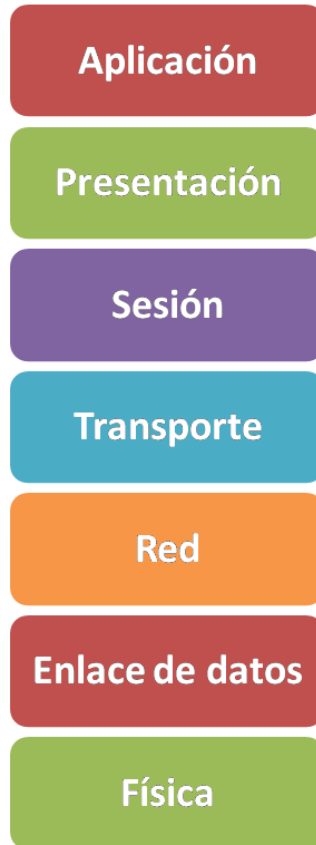 Aplicación
Presentación
Sesión
Transporte
Red
Enlace de datos
Física